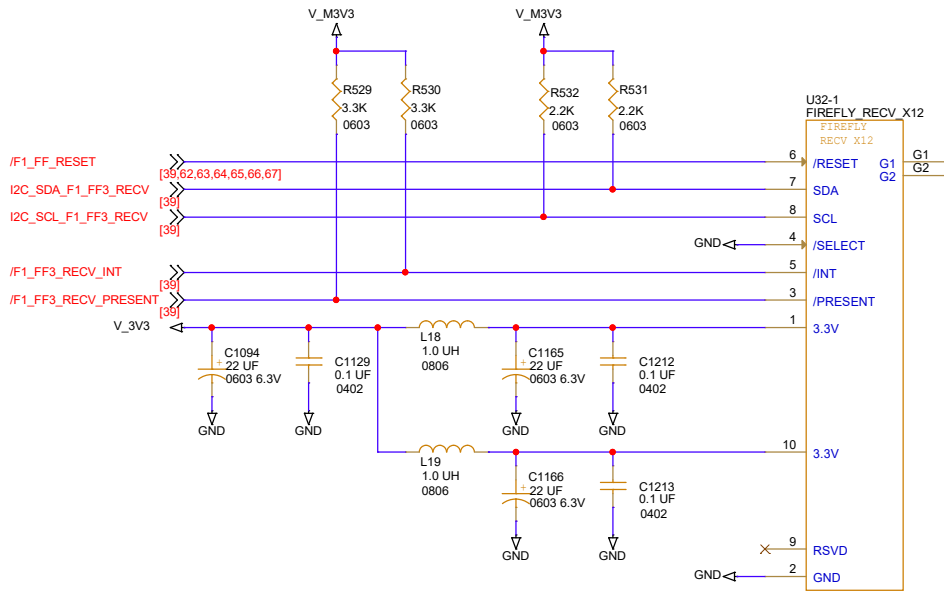 V_M3V3
V_M3V3
R529
3.3K
0603
R530
3.3K
0603
R532
2.2K
0603
R531
2.2K
0603
U32-1
FIREFLY_RECV_X12
FIREFLY
RECV X12
/F1_FF_RESET
[39,62,63,64,65,66,67]
6
/RESET
G1
G1
G2
G2
I2C_SDA_F1_FF3_RECV
[39]
7
SDA
I2C_SCL_F1_FF3_RECV
[39]
8
SCL
GND
4
/SELECT
/F1_FF3_RECV_INT
[39]
5
/INT
/F1_FF3_RECV_PRESENT
[39]
3
/PRESENT
V_3V3
1
3.3V
L18
1.0 UH
0806
C1094
+
22 UF
0603 6.3V
GND
C1129
0.1 UF
0402
GND
C1165
+
22 UF
0603 6.3V
GND
C1212
0.1 UF
0402
GND
10
3.3V
L19
1.0 UH
0806
C1166
+
22 UF
0603 6.3V
GND
C1213
0.1 UF
0402
GND
9
RSVD
GND
2
GND